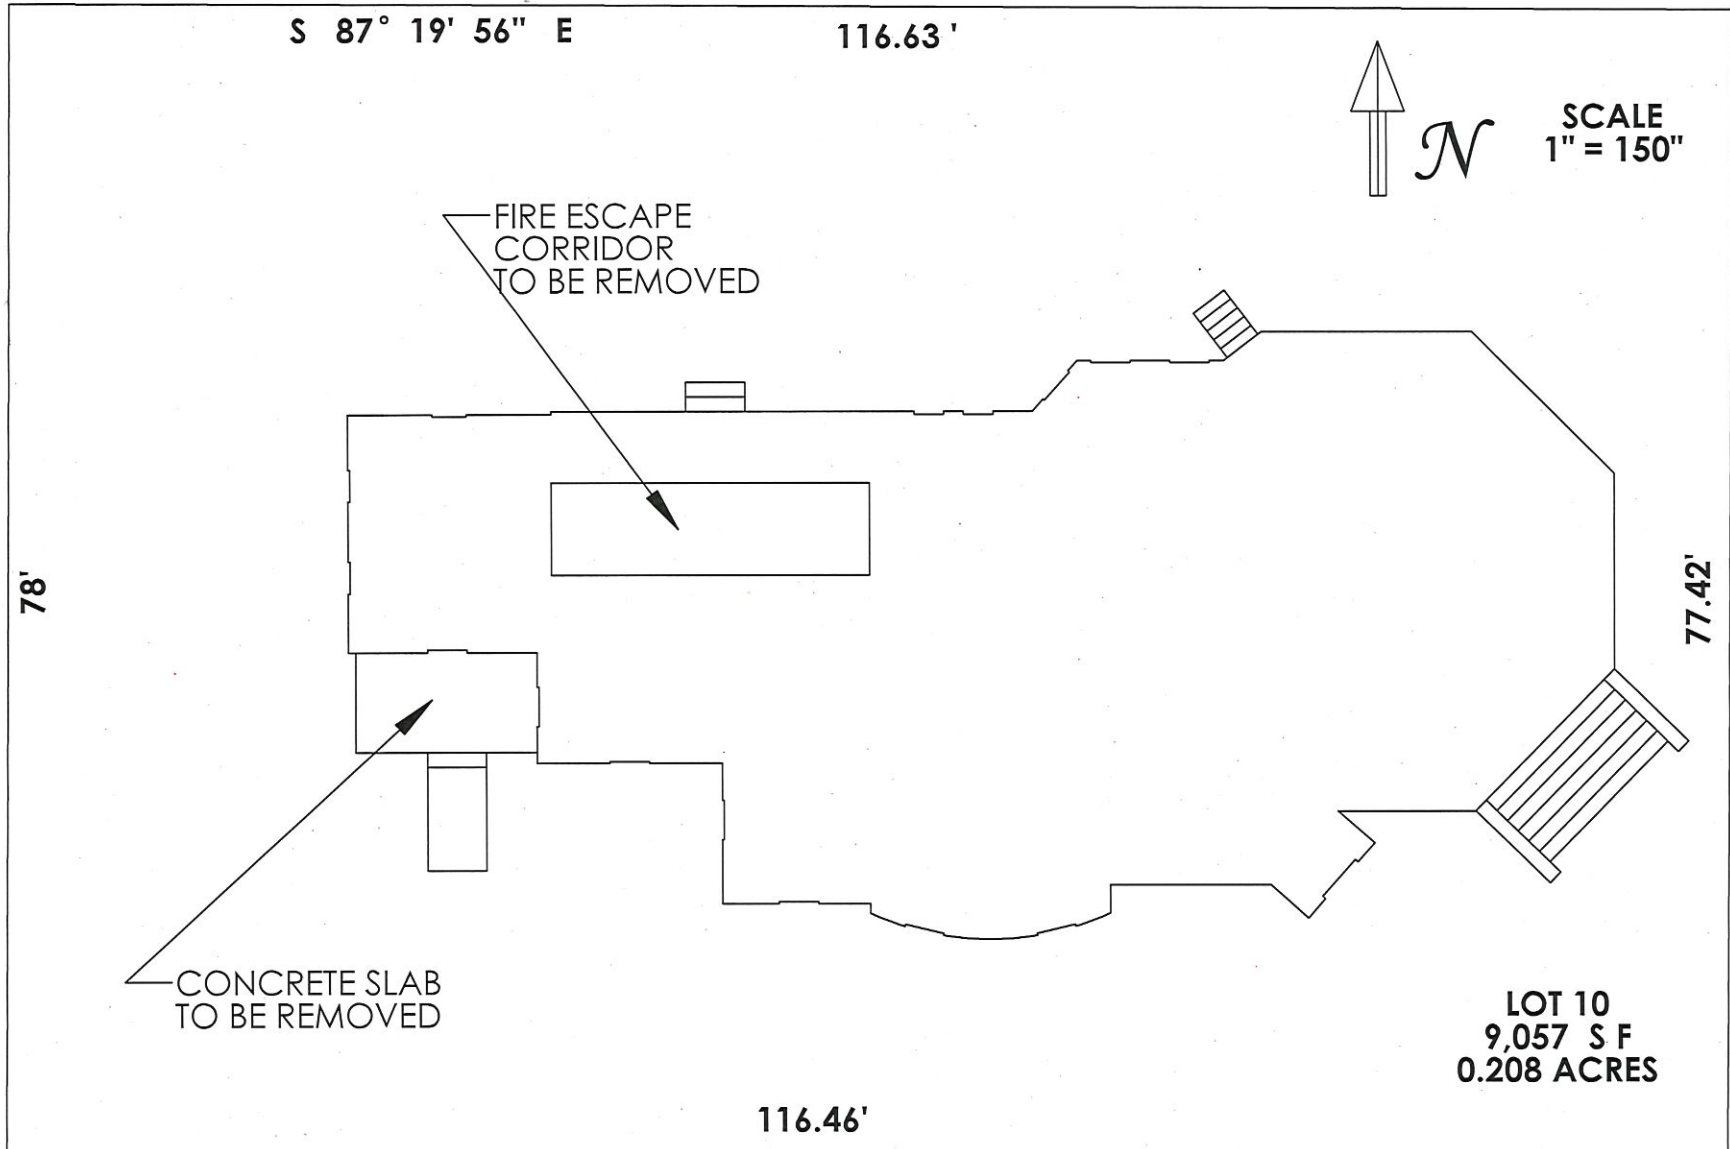 S 87° 19' 56" E 116.63 '
N
SCALE
1" = 150"
FIRE ESCAPE
CORRIDOR
TO BE REMOVED
78'
77.42'
CONCRETE SLAB
TO BE REMOVED
LOT 10
9,057 S F
0.208 ACRES
116.46'